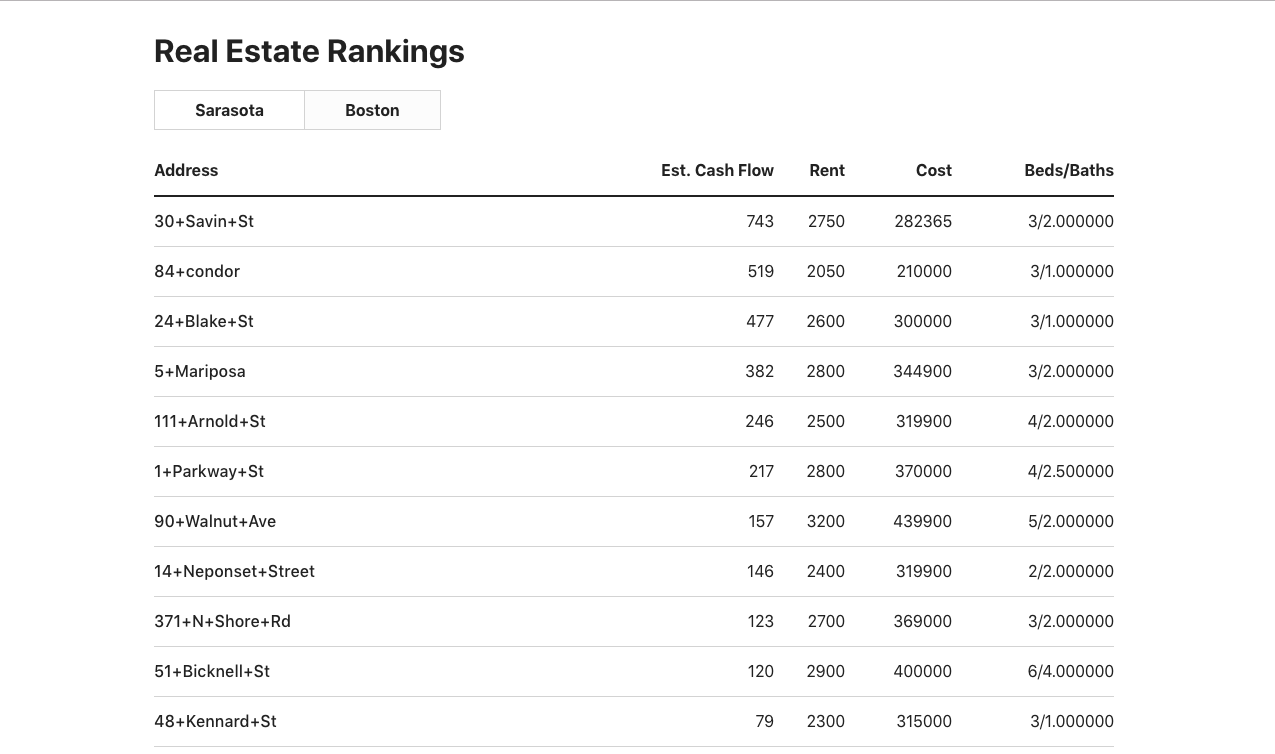 Real Estate Rankings
Sarasota Boston
Address Est. Cash Flow Rent Cost Beds/Baths
30+Savin+St 743 2750 282365 3/2.000000
84+condor 519 2050 210000 3/1.000000
24+Blake+St 477 2600 300000 3/1.000000
5+Mariposa 382 2800 344900 3/2.000000
111+Arnold+St 246 2500 319900 4/2.000000
1+Parkway+St 217 2800 370000 4/2.500000
90+Walnut+Ave 157 3200 439900 5/2.000000
14+Neponset+Street 146 2400 319900 2/2.000000
371+N+Shore+Rd 123 2700 369000 3/2.000000
51+Bicknell+St 120 2900 400000 6/4.000000
48+Kennard+St 79 2300 315000 3/1.000000